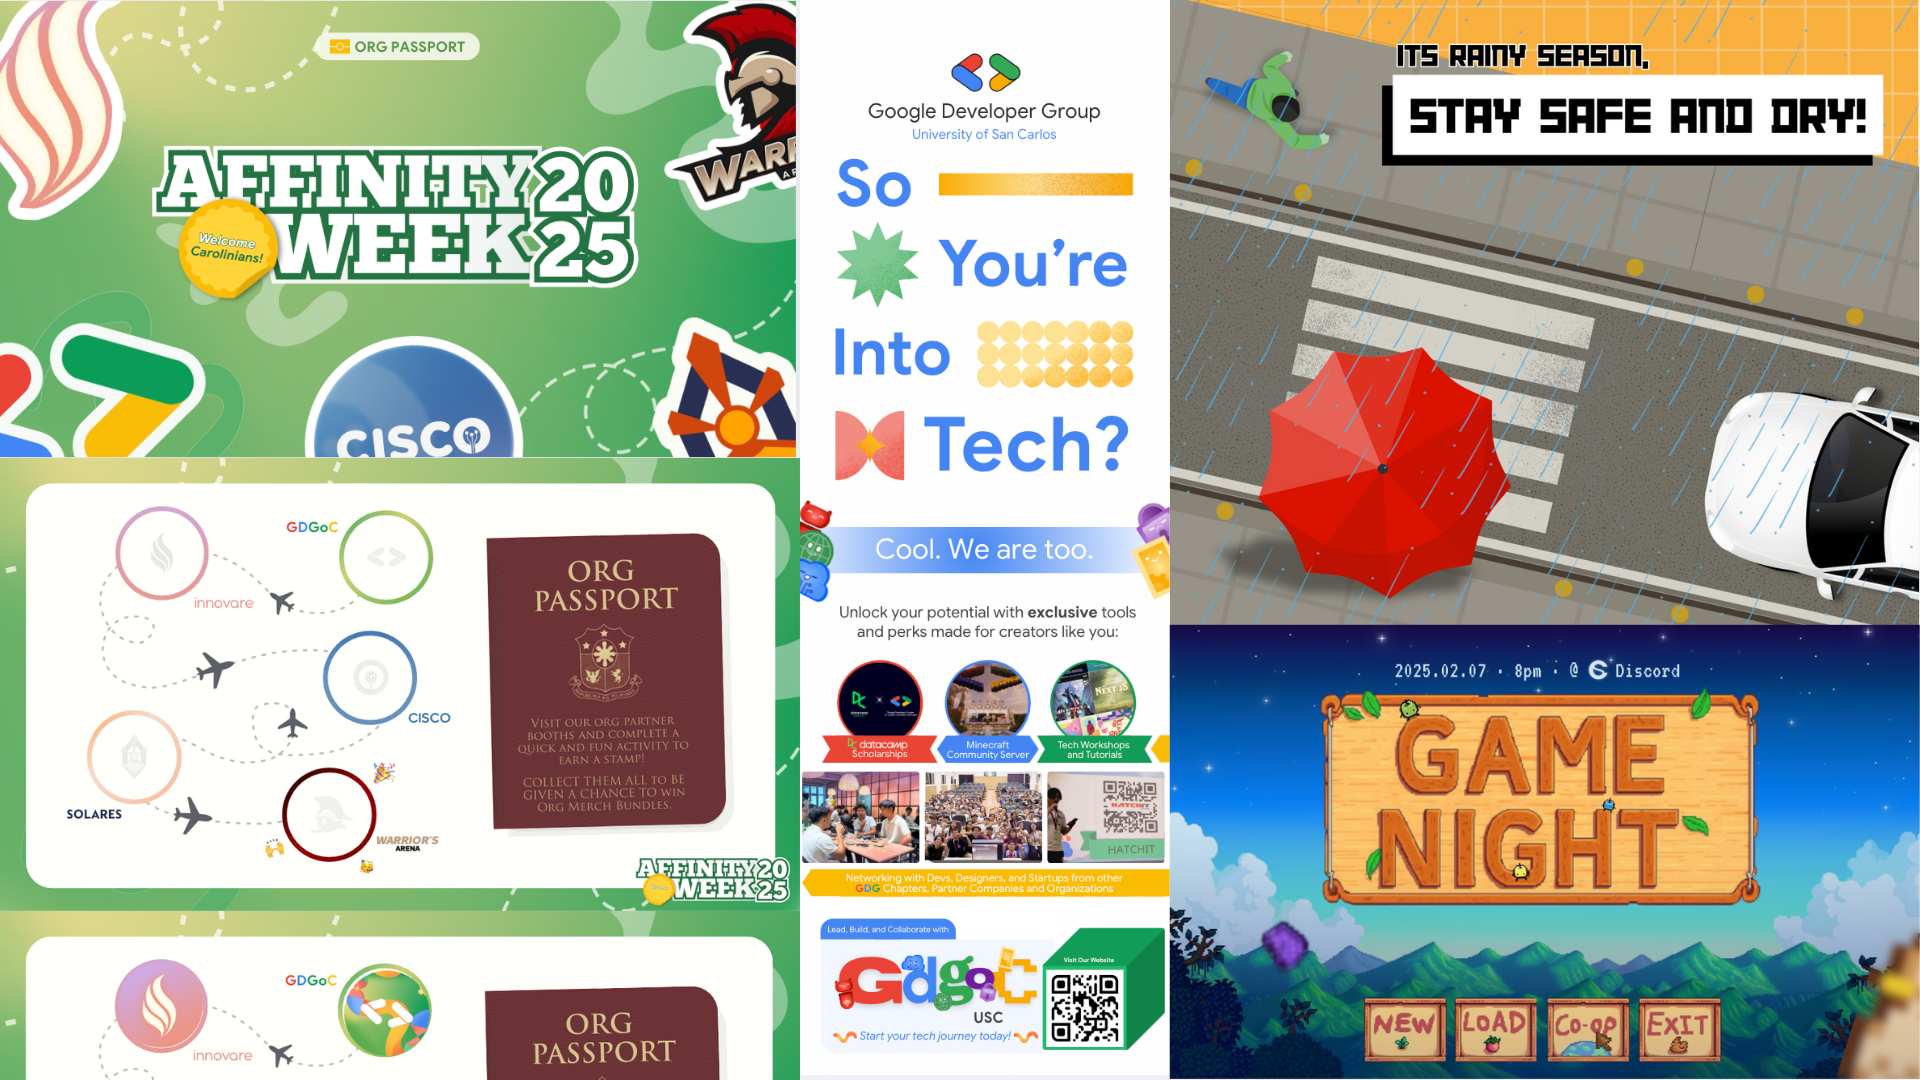 ORG PASSPORT
AFFINITY 20
WEEK 25
Welcome
Carolinians!
CISCO
GDGoC
innovare
CISCO
SOLARES
WARRIOR'S
ARENA
ORG
PASSPORT
VISIT OUR ORG PARTNER
BOOTHS AND COMPLETE A
QUICK AND FUN ACTIVITY TO
EARN A STAMP!
COLLECT THEM ALL TO BE
GIVEN A CHANCE TO WIN
ORG MERCH BUNDLES.
AFFINITY 20
WEEK 25
GDGoC
innovare
ORG
PASSPORT
Google Developer Group
University of San Carlos
So
You're
Into
Tech?
Cool. We are too.
Unlock your potential with exclusive tools
and perks made for creators like you:
datacamp
Scholarships
Minecraft
Community Server
Tech Workshops
and Tutorials
HATCHIT
HATCHIT
Networking with Devs, Designers, and Startups from other
GDG Chapters, Partner Companies and Organizations
Lead, Build, and Collaborate with
GdgoC
USC
Start your tech journey today!
Visit Our Website
ITS RAINY SEASON,
STAY SAFE AND DRY!
2025.02.07 · 8pm · @ Discord
GAME
NIGHT
NEW
LOAD
CO-OP
EXIT